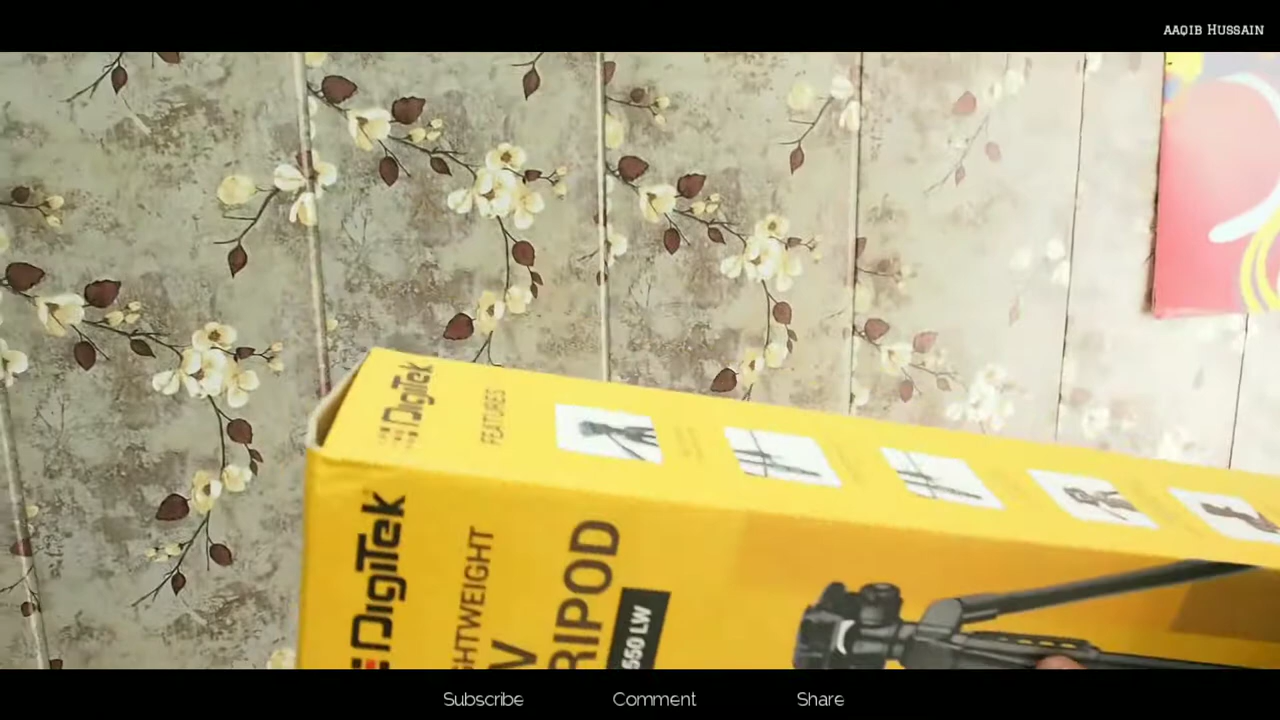 AAQIB HUSSAIN
DIGITEK
FEATURES
DIGITEK
GHTWEIGHT
V
RIPOD
550 LW
Subscribe
Comment
Share